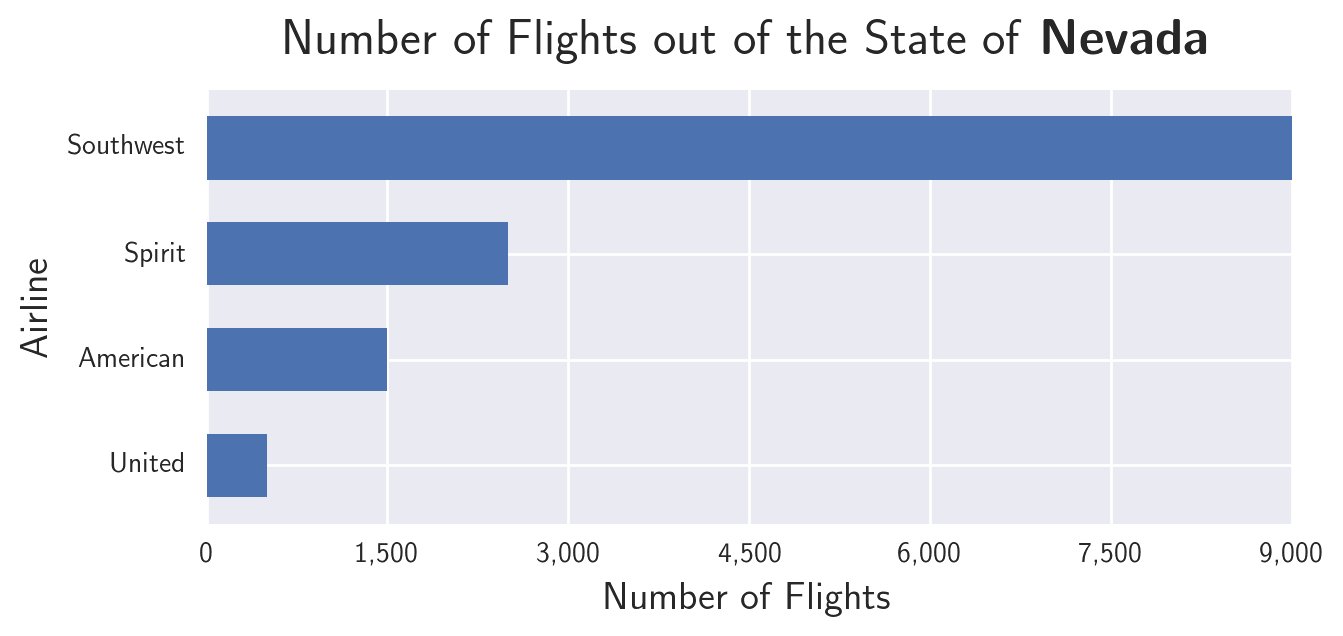 Number of Flights out of the State of Nevada
Southwest
Spirit
American
United
Airline
0 1,500 3,000 4,500 6,000 7,500 9,000
Number of Flights